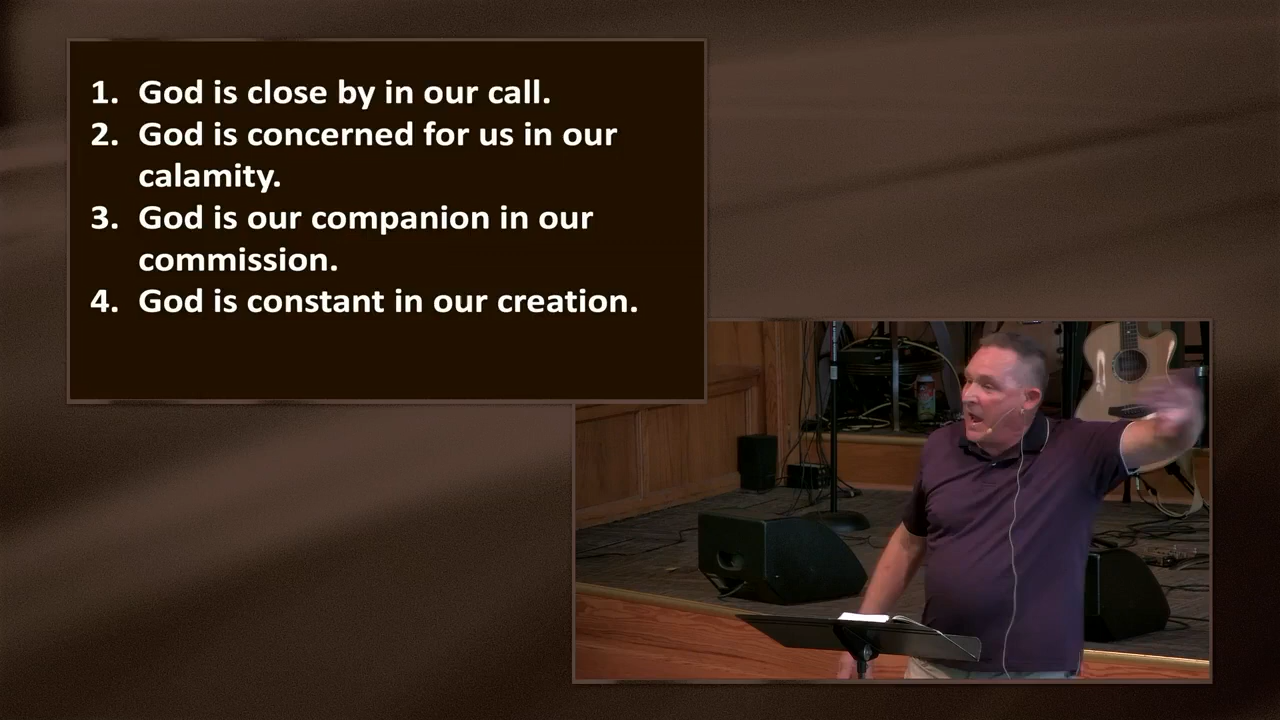 1. God is close by in our call.
2. God is concerned for us in our
calamity.
3. God is our companion in our
commission.
4. God is constant in our creation.